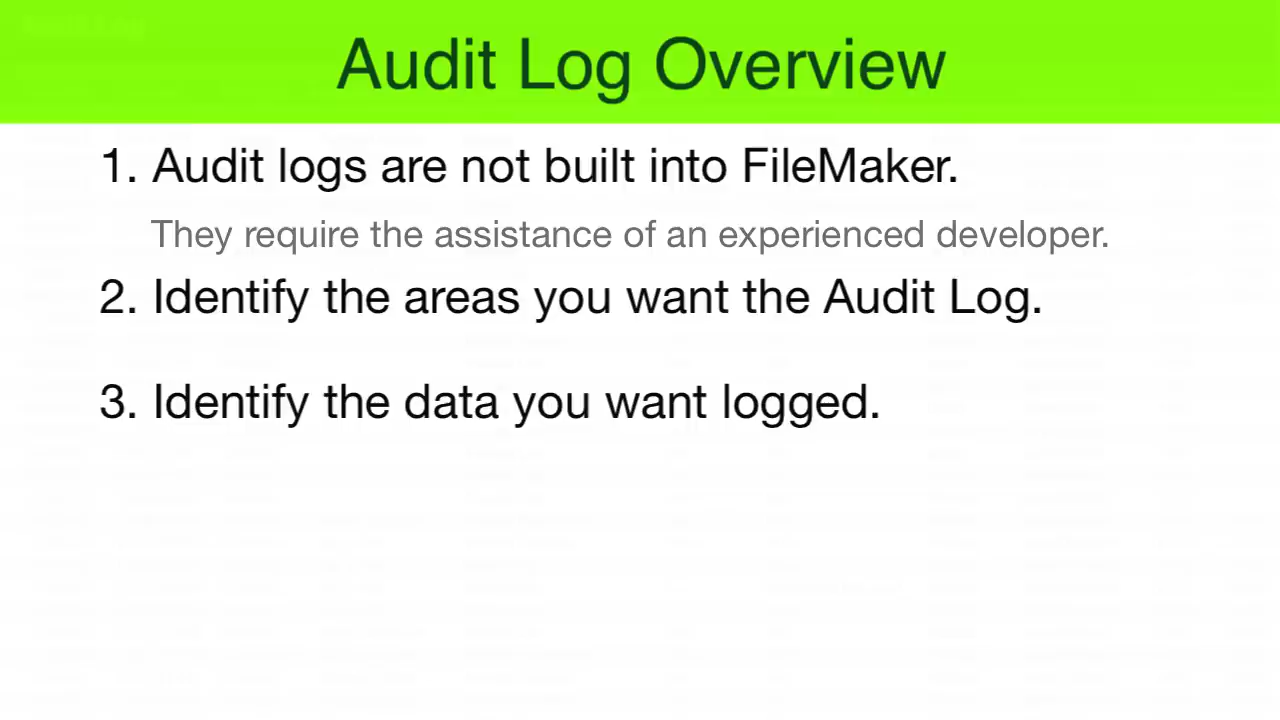 Audit Log Overview
1. Audit logs are not built into FileMaker.
They require the assistance of an experienced developer.
2. Identify the areas you want the Audit Log.
3. Identify the data you want logged.